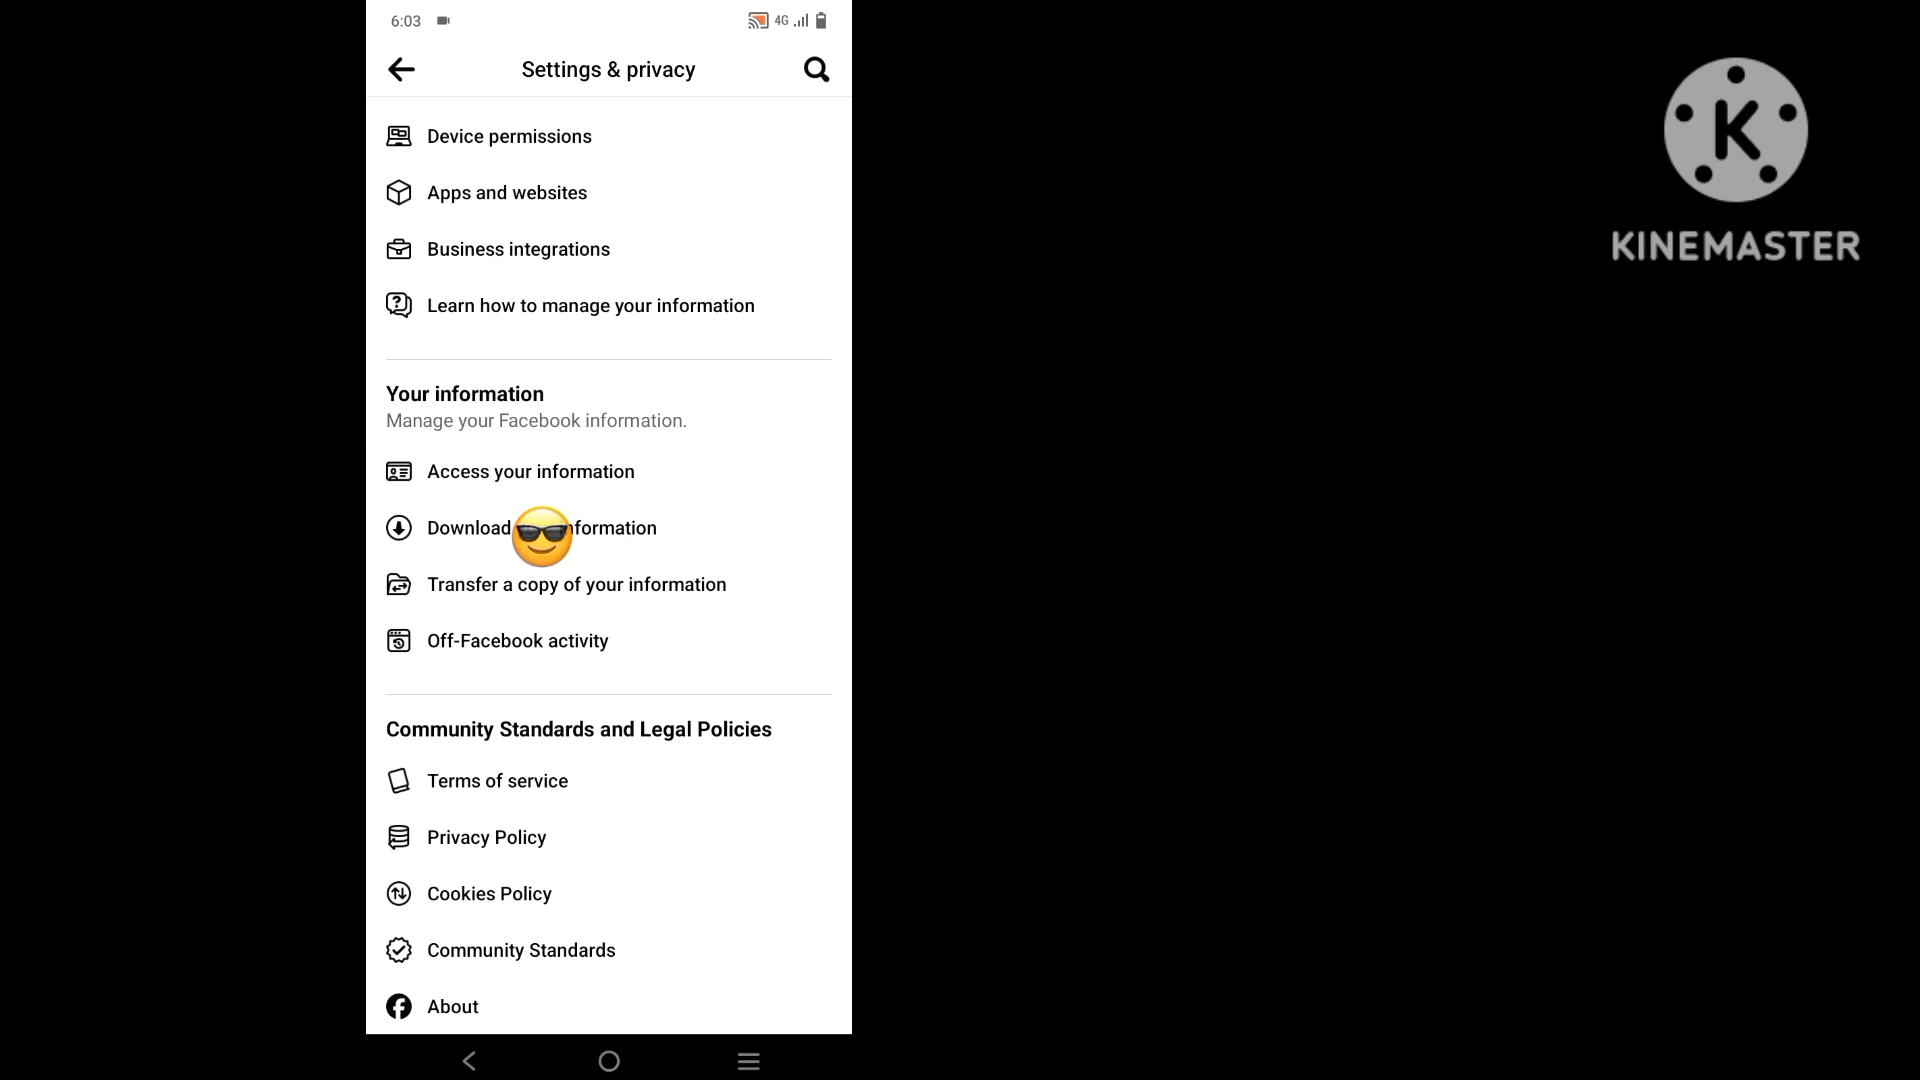 6:03
4G
Settings & privacy
Device permissions
Apps and websites
Business integrations
Learn how to manage your information
Your information
Manage your Facebook information.
Access your information
Download nformation
Transfer a copy of your information
Off-Facebook activity
Community Standards and Legal Policies
Terms of service
Privacy Policy
Cookies Policy
Community Standards
About
K
KINEMASTER